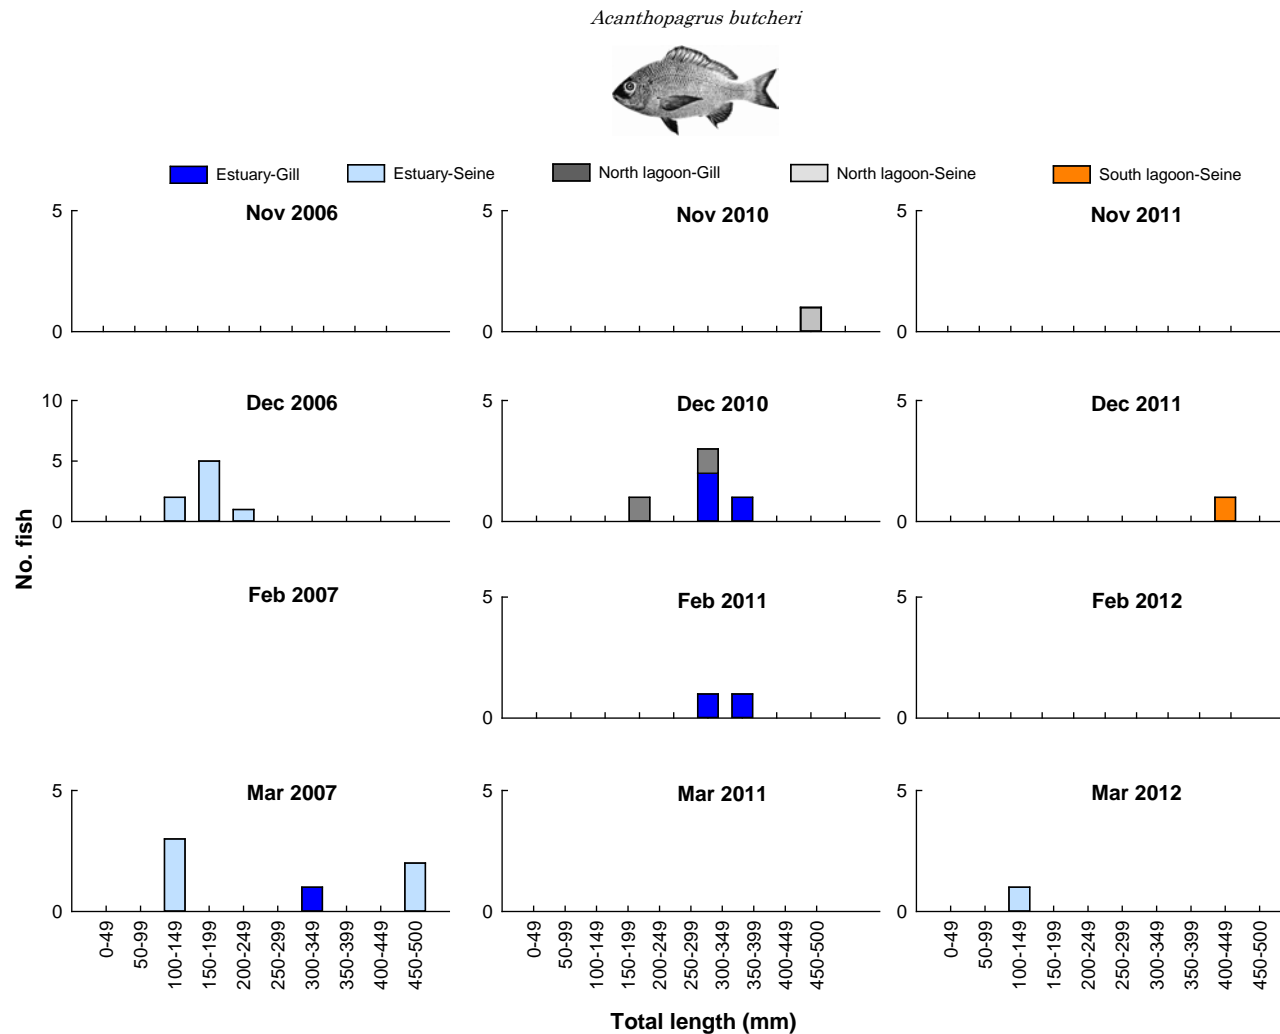 Acanthopagrus butcheri
Estuary-Gill Estuary-Seine North lagoon-Gill North lagoon-Seine South lagoon-Seine
Nov 2006 Nov 2010 Nov 2011
5 5 5
0 0 0
Dec 2006 Dec 2010 Dec 2011
10 5 5
5
0 0 0
No. fish
Feb 2007 Feb 2011 Feb 2012
5 5
0 0
Mar 2007 Mar 2011 Mar 2012
5 5 5
0 0 0
0-49 50-99 100-149 150-199 200-249 250-299 300-349 350-399 400-449 450-500 0-49 50-99 100-149 150-199 200-249 250-299 300-349 350-399 400-449 450-500 0-49 50-99 100-149 150-199 200-249 250-299 300-349 350-399 400-449 450-500
Total length (mm)